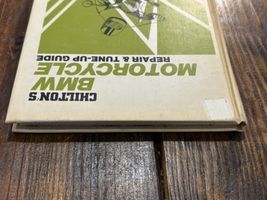 CHILTON'S
BMW
MOTORCYCLE
REPAIR & TUNE-UP GUIDE